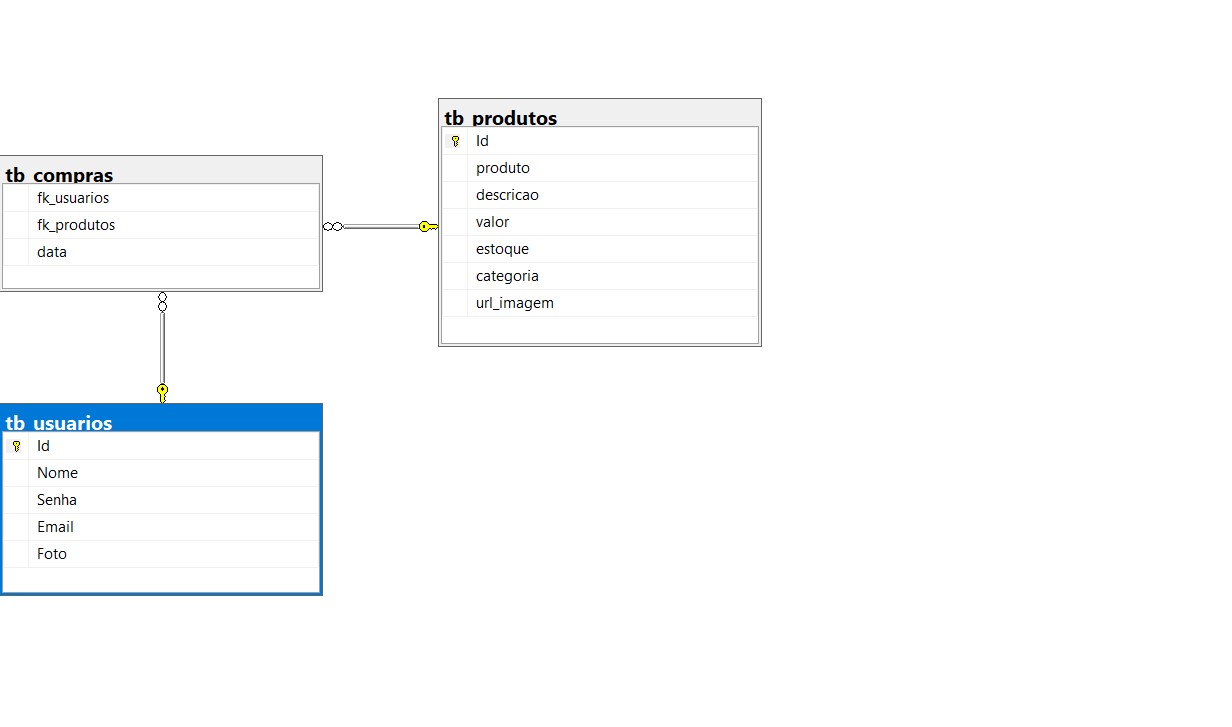 tb_produtos
Id
produto
descricao
valor
estoque
categoria
url_imagem
tb_compras
fk_usuarios
fk_produtos
data
tb_usuarios
Id
Nome
Senha
Email
Foto